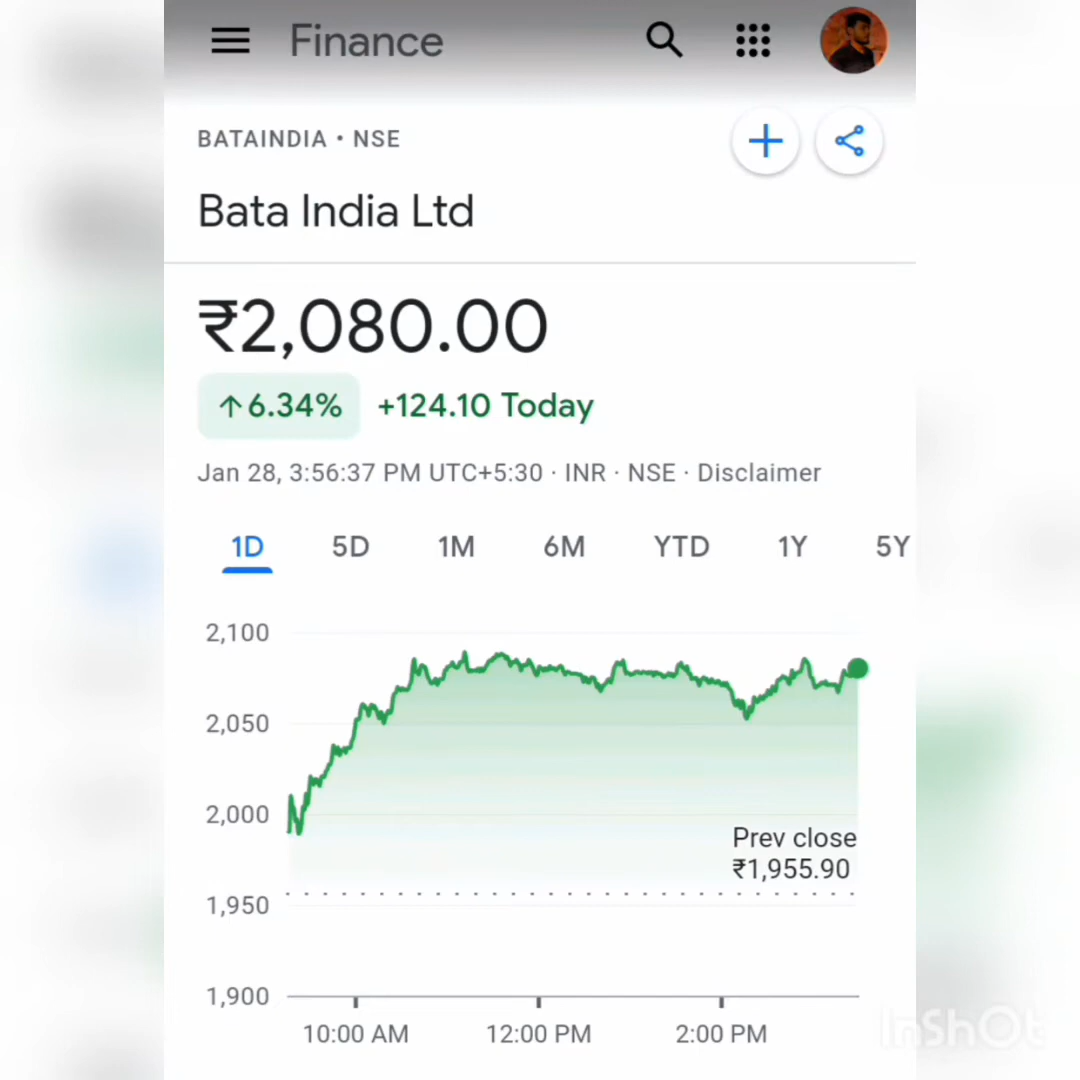 Finance
BATAINDIA • NSE
Bata India Ltd
₹2,080.00
↑6.34% +124.10 Today
Jan 28, 3:56:37 PM UTC+5:30 · INR · NSE · Disclaimer
1D 5D 1M 6M YTD 1Y 5Y
2,100
2,050
2,000
Prev close
₹1,955.90
1,950
1,900
10:00 AM 12:00 PM 2:00 PM
InShOt